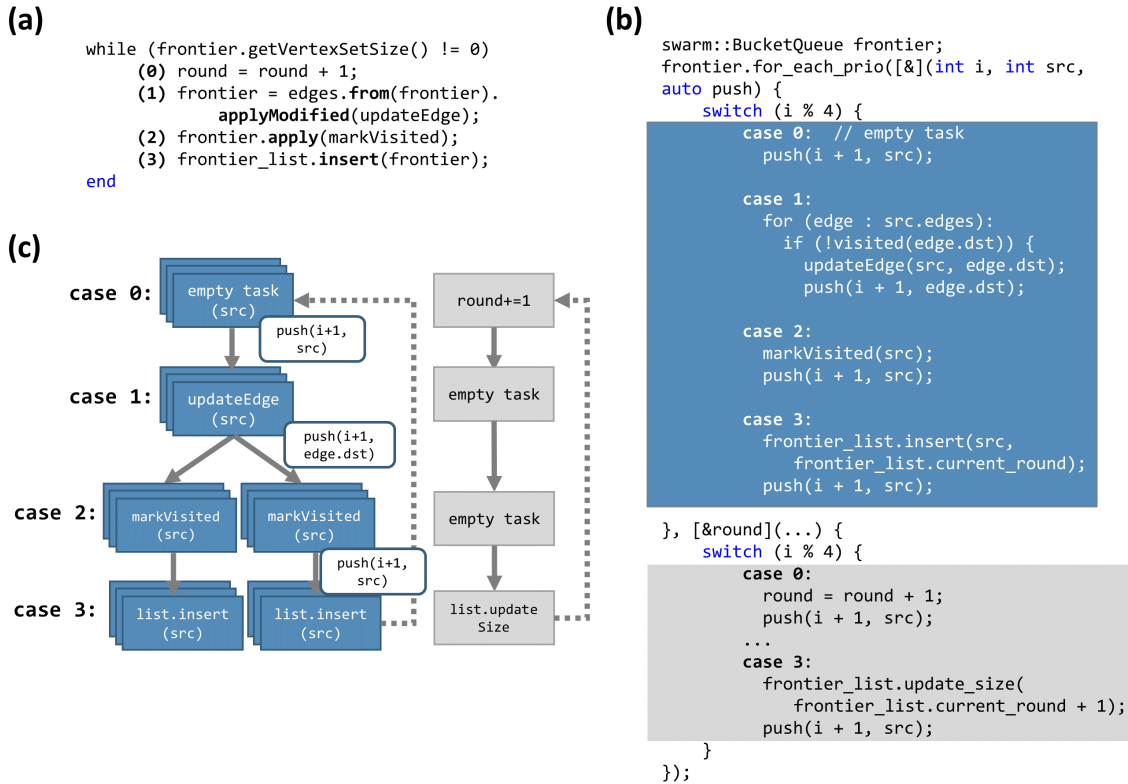 (a)
while (frontier.getVertexSetSize() != 0)
(0) round = round + 1;
(1) frontier = edges.from(frontier).
applyModified(updateEdge);
(2) frontier.apply(markVisited);
(3) frontier_list.insert(frontier);
end
(b)
swarm::BucketQueue frontier;
frontier.for_each_prio([&](int i, int src,
auto push) {
switch (i % 4) {
case 0:  // empty task
push(i + 1, src);
case 1:
for (edge : src.edges):
if (!visited(edge.dst)) {
updateEdge(src, edge.dst);
push(i + 1, edge.dst);
case 2:
markVisited(src);
push(i + 1, src);
case 3:
frontier_list.insert(src,
frontier_list.current_round);
push(i + 1, src);
}, [&round](...) {
switch (i % 4) {
case 0:
round = round + 1;
push(i + 1, src);
...
case 3:
frontier_list.update_size(
frontier_list.current_round + 1);
push(i + 1, src);
}
});
(c)
case 0:
empty task
(src)
push(i+1,
src)
round+=1
case 1:
updateEdge
(src)
push(i+1,
edge.dst)
empty task
case 2:
markVisited
(src)
markVisited
(src)
push(i+1,
src)
empty task
case 3:
list.insert
(src)
list.insert
(src)
list.update
Size